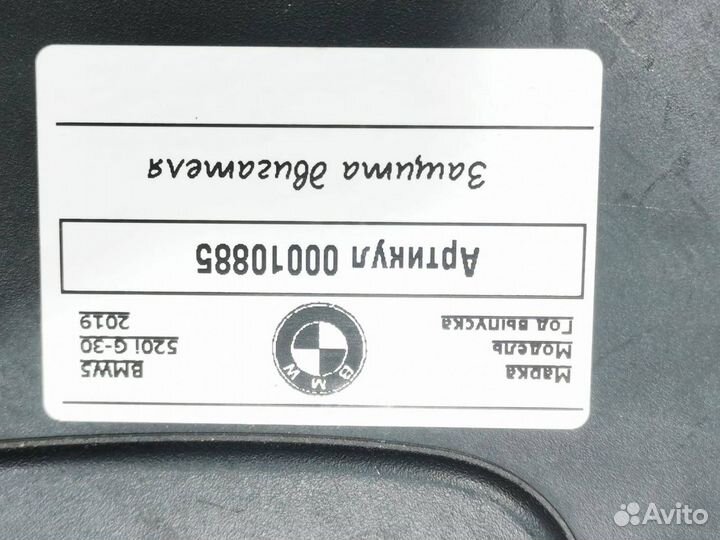 Марка BMW5
Модель 520i G-30
Год выпуска 2019
BMW
Артикул 00010885
Защита двигателя
Avito